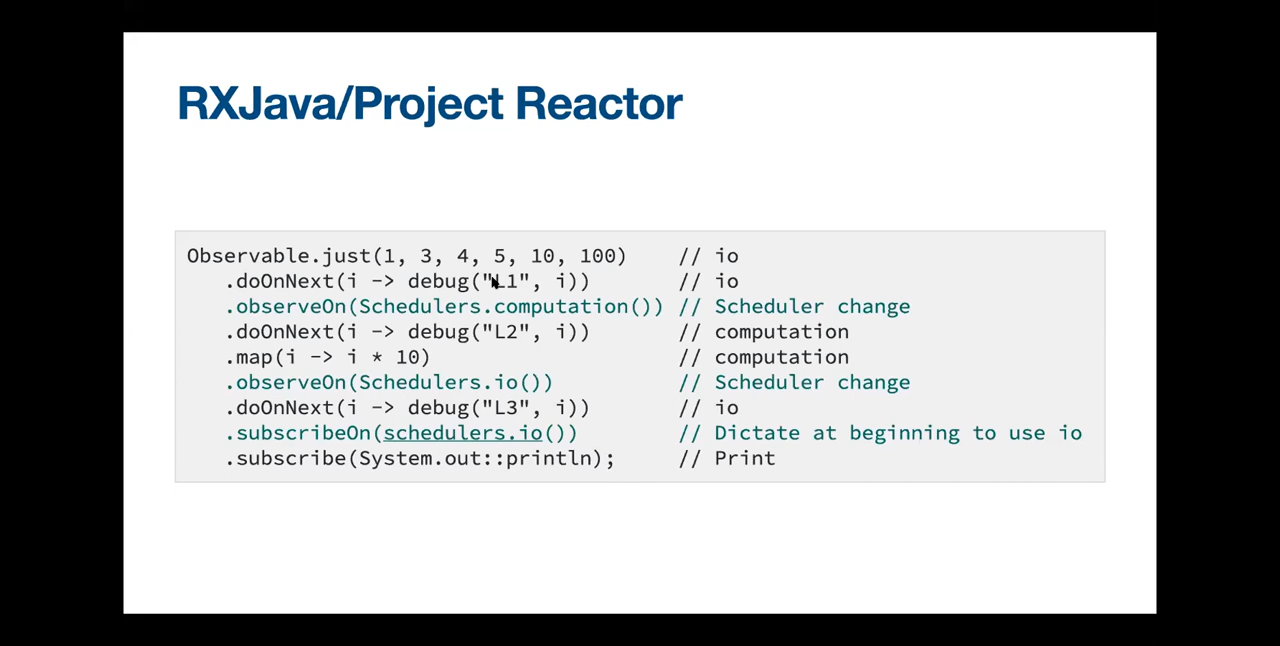 RXJava/Project Reactor
Observable.just(1, 3, 4, 5, 10, 100) // io
.doOnNext(i -> debug("L1", i)) // io
.observeOn(Schedulers.computation()) // Scheduler change
.doOnNext(i -> debug("L2", i)) // computation
.map(i -> i * 10) // computation
.observeOn(Schedulers.io()) // Scheduler change
.doOnNext(i -> debug("L3", i)) // io
.subscribeOn(schedulers.io()) // Dictate at beginning to use io
.subscribe(System.out::println); // Print